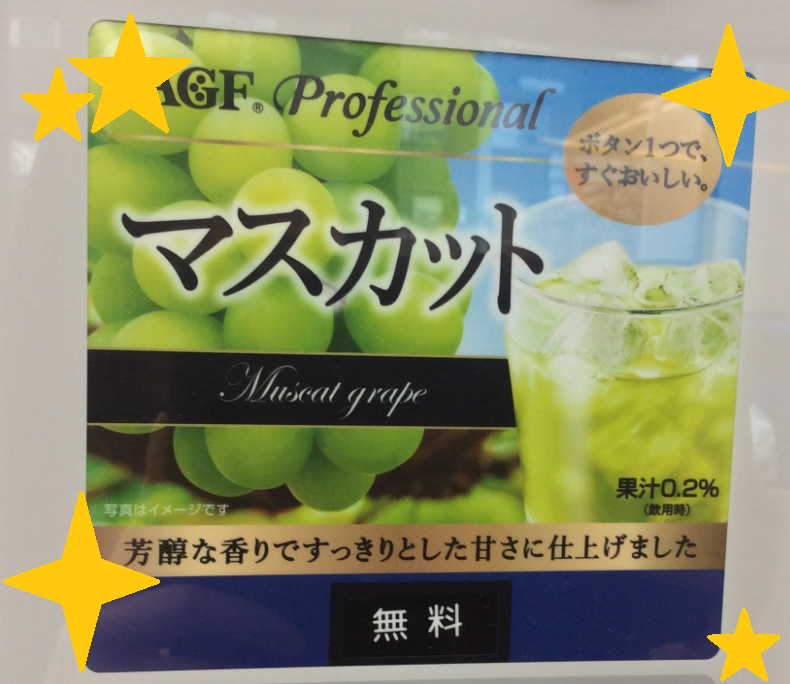 AGF® Professional
ボタン1つで、
すぐおいしい。
マスカット
Muscat grape
果汁0.2%
(飲用時)
写真はイメージです
芳醇な香りですっきりとした甘さに仕上げました
無料